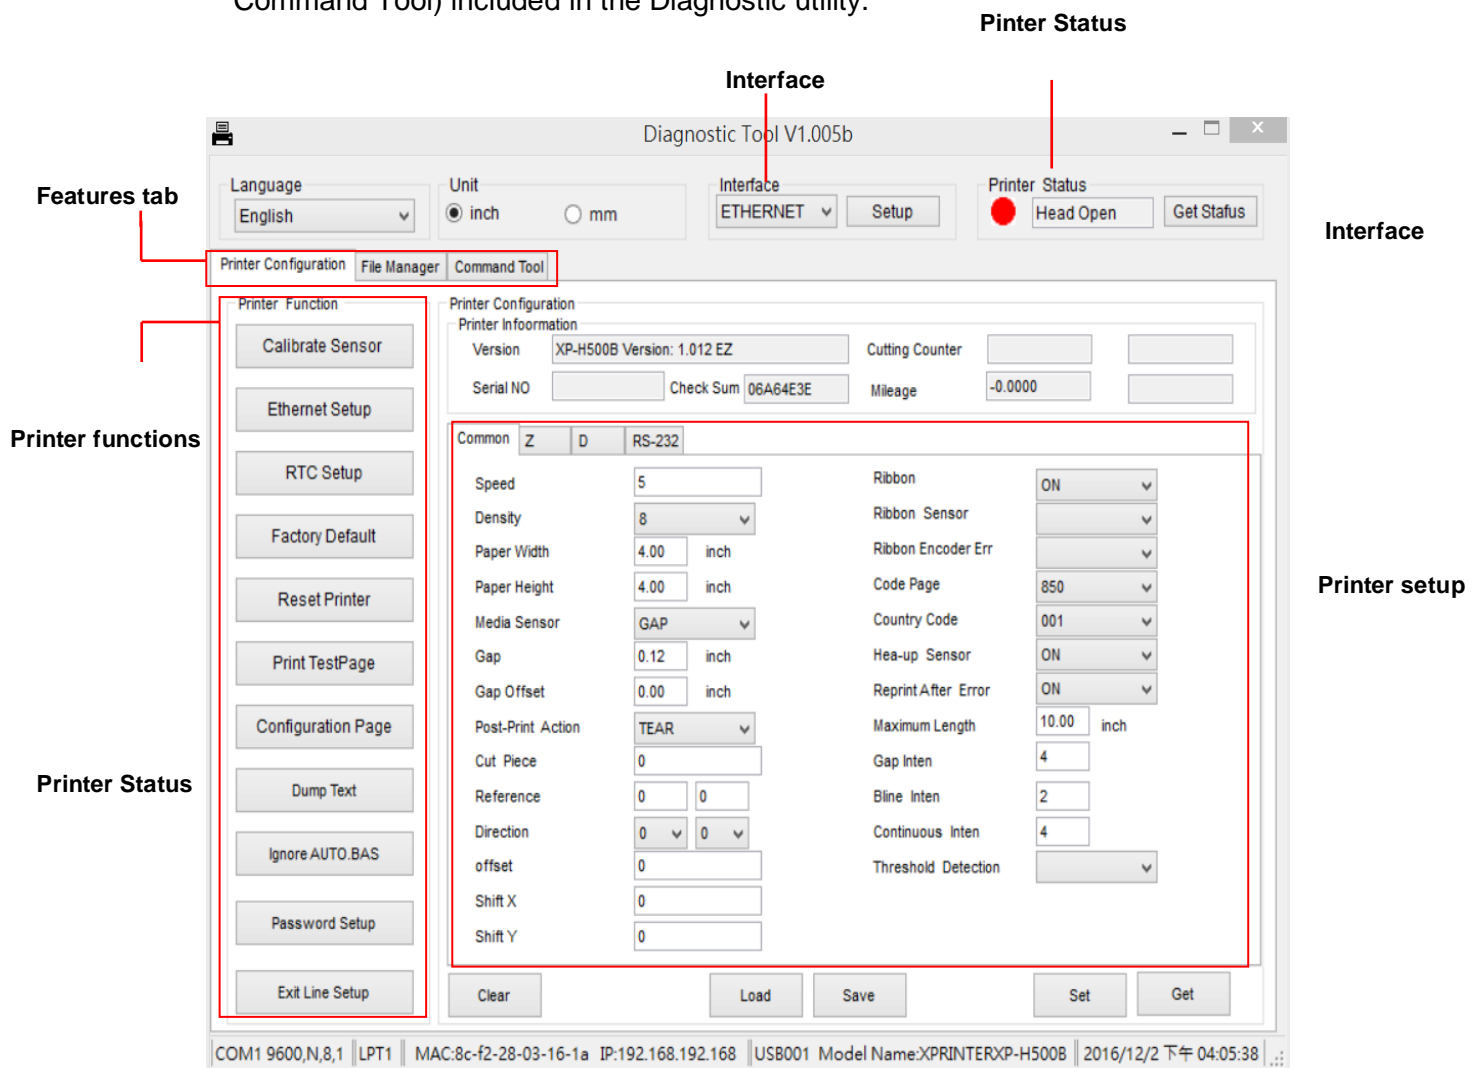 Command Tool) included in the Diagnostic utility.
Pinter Status
Interface
Diagnostic Tool V1.005b
Features tab
Language
Unit
Interface
Printer Status
English
inch
mm
ETHERNET
Setup
Head Open
Get Stafus
Interface
Printer Configuration
File Manager
Command Tool
Printer Function
Printer Configuration
Printer Infoormation
Calibrate Sensor
Version
XP-H500B Version: 1.012 EZ
Cutting Counter
Serial NO
Check Sum
06A64E3E
Mileage
-0.0000
Ethernet Setup
Printer functions
Common
Z
D
RS-232
RTC Setup
Speed
5
Ribbon
ON
Density
8
Ribbon Sensor
Factory Default
Paper Width
4.00
inch
Ribbon Encoder Err
Paper Height
4.00
inch
Code Page
850
Printer setup
Reset Printer
Media Sensor
GAP
Country Code
001
Gap
0.12
inch
Hea-up Sensor
ON
Print TestPage
Gap Offset
0.00
inch
Reprint After Error
ON
Configuration Page
Post-Print Action
TEAR
Maximum Length
10.00
inch
Cut Piece
0
Gap Inten
4
Printer Status
Dump Text
Reference
0
0
Bline Inten
2
Direction
0
0
Continuous Inten
4
Ignore AUTO.BAS
offset
0
Threshold Detection
Shift X
0
Password Setup
Shift Y
0
Exit Line Setup
Clear
Load
Save
Set
Get
COM1 9600,N,8,1
LPT1
MAC:8c-f2-28-03-16-1a IP:192.168.192.168
USB001 Model Name:XPRINTERXP-H500B
2016/12/2 下午 04:05:38